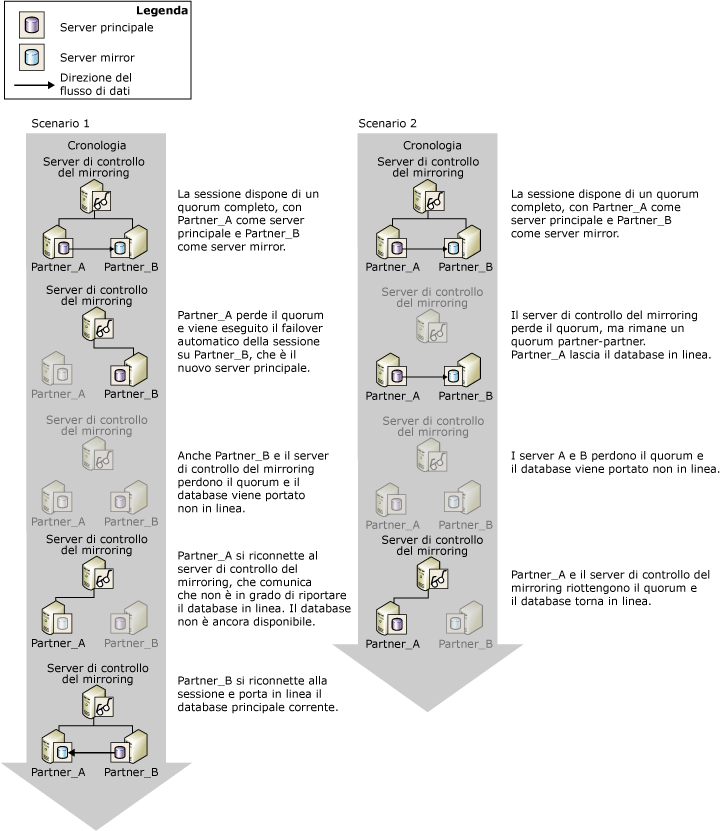 Legenda
Server principale
Server mirror
Direzione del
flusso di dati
Scenario 1
Cronologia
Server di controllo
del mirroring
Partner_A
Partner_B
La sessione dispone di un
quorum completo, con
Partner_A come server
principale e Partner_B
come server mirror.
Server di controllo
del mirroring
Partner_A
Partner_B
Partner_A perde il quorum
e viene eseguito il failover
automatico della sessione
su Partner_B, che è il
nuovo server principale.
Server di controllo
del mirroring
Partner_A
Partner_B
Anche Partner_B e il server
di controllo del mirroring
perdono il quorum e il
database viene portato
non in linea.
Server di controllo
del mirroring
Partner_A
Partner_B
Partner_A si riconnette al
server di controllo del
mirroring, che comunica
che non è in grado di riportare
il database in linea. Il database
non è ancora disponibile.
Server di controllo
del mirroring
Partner_A
Partner_B
Partner_B si riconnette alla
sessione e porta in linea il
database principale corrente.
Scenario 2
Cronologia
Server di controllo
del mirroring
Partner_A
Partner_B
La sessione dispone di un quorum
completo, con Partner_A come
server principale e Partner_B
come server mirror.
Server di controllo
del mirroring
Partner_A
Partner_B
Il server di controllo del mirroring
perde il quorum, ma rimane un
quorum partner-partner.
Partner_A lascia il database in linea.
Server di controllo
del mirroring
Partner_A
Partner_B
I server A e B perdono il quorum e
il database viene portato non in linea.
Server di controllo
del mirroring
Partner_A
Partner_B
Partner_A e il server di controllo del
mirroring riottengono il quorum e
il database torna in linea.